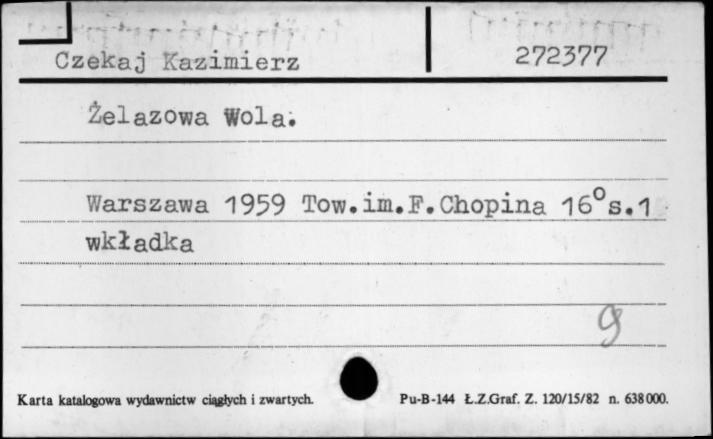 Czekaj Kazimierz 272377
Żelazowa Wola.
Warszawa 1959 Tow.im.F.Chopina 16° s.1
wkładka
9
Karta katalogowa wydawnictw ciągłych i zwartych. Pu-B-144 Ł.Z.Graf. Z. 120/15/82 n. 638000.